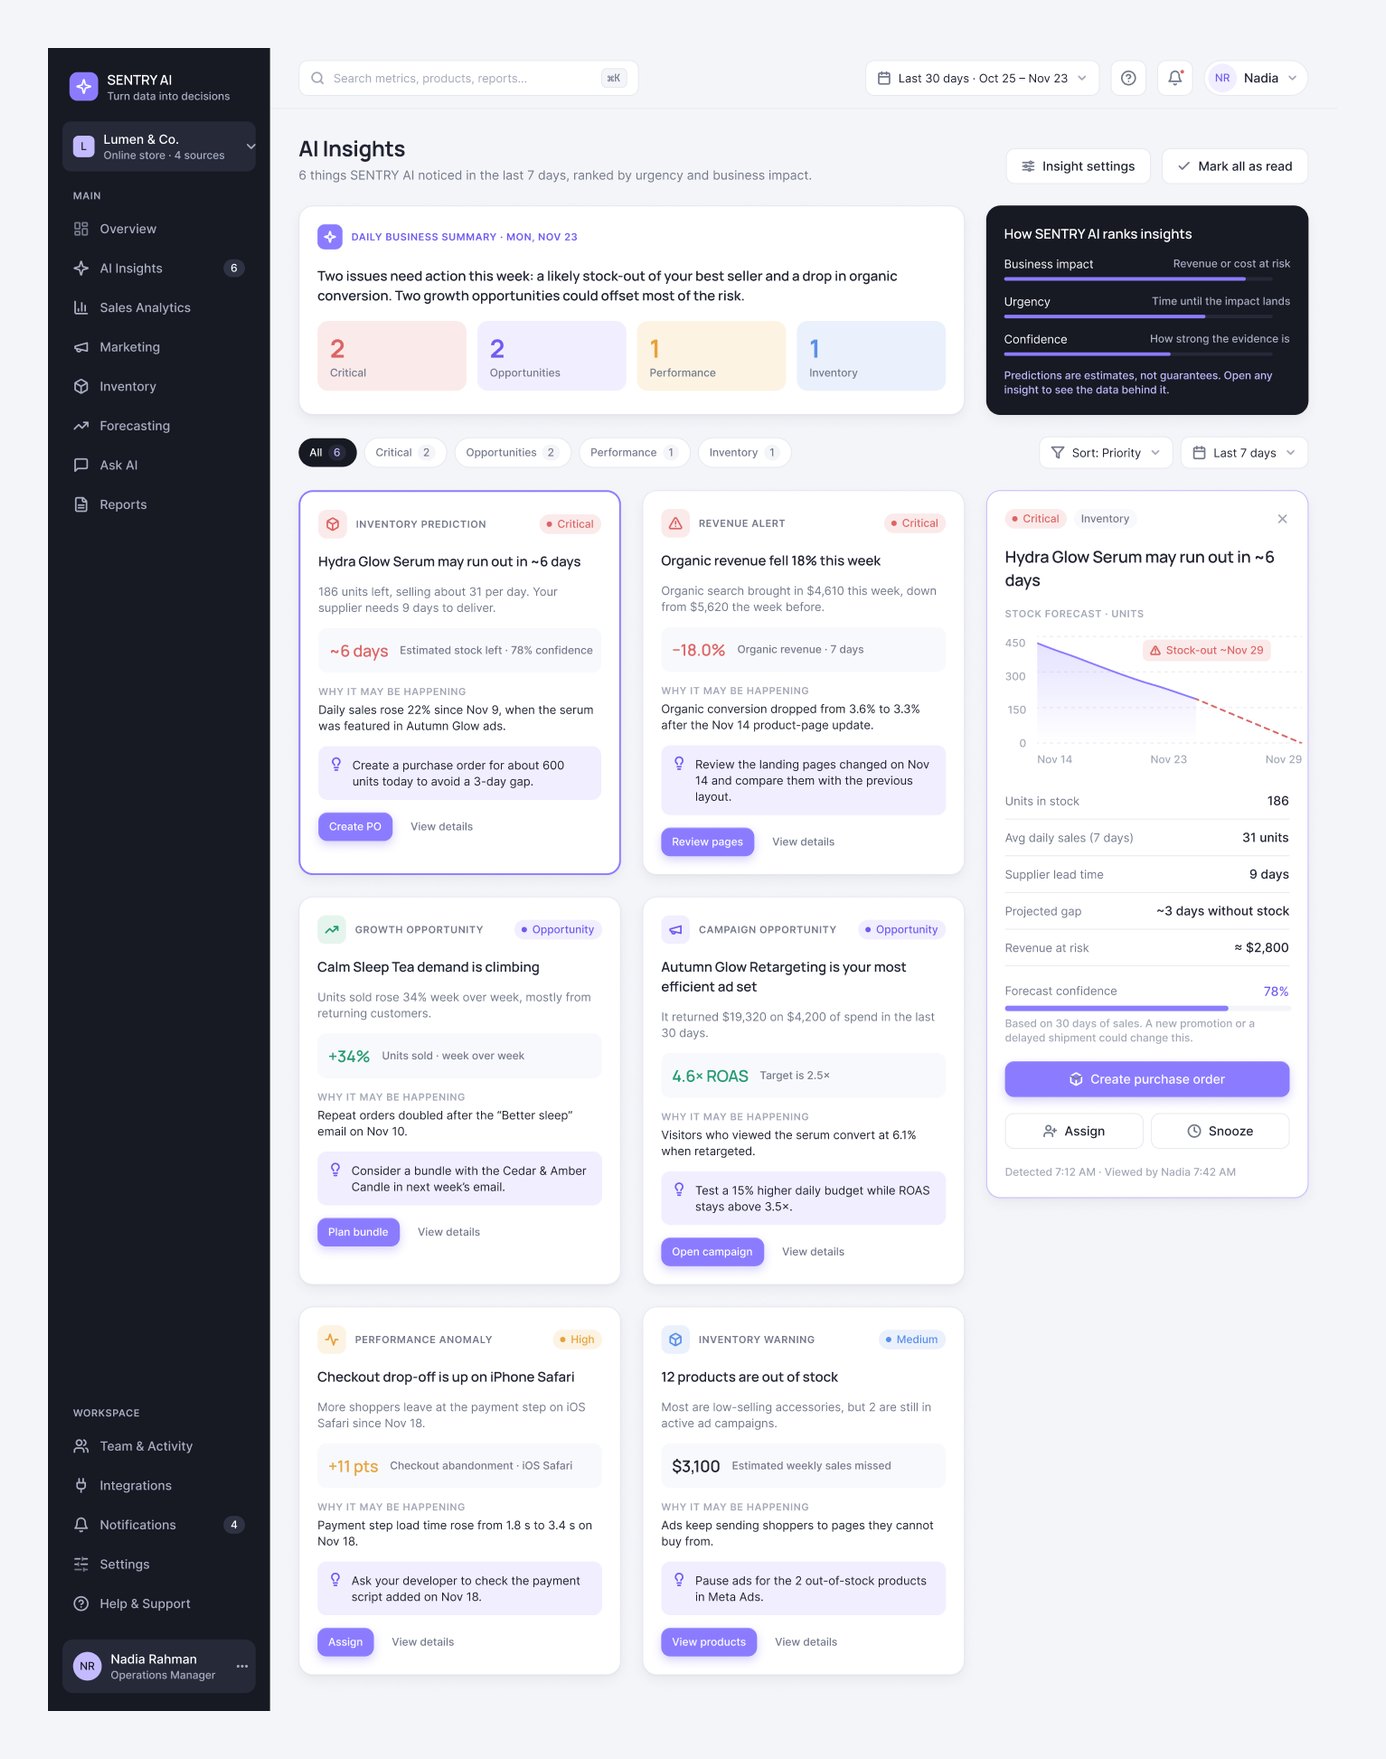 SENTRY AI
Turn data into decisions
L
Lumen & Co.
Online store · 4 sources
MAIN
Overview
AI Insights 6
Sales Analytics
Marketing
Inventory
Forecasting
Ask AI
Reports
WORKSPACE
Team & Activity
Integrations
Notifications 4
Settings
Help & Support
NR
Nadia Rahman
Operations Manager
Search metrics, products, reports... ⌘K
Last 30 days · Oct 25 – Nov 23
NR Nadia
AI Insights
6 things SENTRY AI noticed in the last 7 days, ranked by urgency and business impact.
Insight settings
Mark all as read
DAILY BUSINESS SUMMARY · MON, NOV 23
Two issues need action this week: a likely stock-out of your best seller and a drop in organic
conversion. Two growth opportunities could offset most of the risk.
2
Critical
2
Opportunities
1
Performance
1
Inventory
How SENTRY AI ranks insights
Business impact Revenue or cost at risk
Urgency Time until the impact lands
Confidence How strong the evidence is
Predictions are estimates, not guarantees. Open any
insight to see the data behind it.
All 6
Critical 2
Opportunities 2
Performance 1
Inventory 1
Sort: Priority
Last 7 days
INVENTORY PREDICTION
Critical
Hydra Glow Serum may run out in ~6 days
186 units left, selling about 31 per day. Your
supplier needs 9 days to deliver.
~6 days Estimated stock left · 78% confidence
WHY IT MAY BE HAPPENING
Daily sales rose 22% since Nov 9, when the serum
was featured in Autumn Glow ads.
Create a purchase order for about 600
units today to avoid a 3-day gap.
Create PO View details
REVENUE ALERT
Critical
Organic revenue fell 18% this week
Organic search brought in $4,610 this week, down
from $5,620 the week before.
−18.0% Organic revenue · 7 days
WHY IT MAY BE HAPPENING
Organic conversion dropped from 3.6% to 3.3%
after the Nov 14 product-page update.
Review the landing pages changed on Nov
14 and compare them with the previous
layout.
Review pages View details
GROWTH OPPORTUNITY
Opportunity
Calm Sleep Tea demand is climbing
Units sold rose 34% week over week, mostly from
returning customers.
+34% Units sold · week over week
WHY IT MAY BE HAPPENING
Repeat orders doubled after the “Better sleep”
email on Nov 10.
Consider a bundle with the Cedar & Amber
Candle in next week’s email.
Plan bundle View details
CAMPAIGN OPPORTUNITY
Opportunity
Autumn Glow Retargeting is your most
efficient ad set
It returned $19,320 on $4,200 of spend in the last
30 days.
4.6× ROAS Target is 2.5×
WHY IT MAY BE HAPPENING
Visitors who viewed the serum convert at 6.1%
when retargeted.
Test a 15% higher daily budget while ROAS
stays above 3.5×.
Open campaign View details
PERFORMANCE ANOMALY
High
Checkout drop-off is up on iPhone Safari
More shoppers leave at the payment step on iOS
Safari since Nov 18.
+11 pts Checkout abandonment · iOS Safari
WHY IT MAY BE HAPPENING
Payment step load time rose from 1.8 s to 3.4 s on
Nov 18.
Ask your developer to check the payment
script added on Nov 18.
Assign View details
INVENTORY WARNING
Medium
12 products are out of stock
Most are low-selling accessories, but 2 are still in
active ad campaigns.
$3,100 Estimated weekly sales missed
WHY IT MAY BE HAPPENING
Ads keep sending shoppers to pages they cannot
buy from.
Pause ads for the 2 out-of-stock products
in Meta Ads.
View products View details
Critical Inventory
Hydra Glow Serum may run out in ~6
days
STOCK FORECAST · UNITS
450
Stock-out ~Nov 29
300
150
0
Nov 14 Nov 23 Nov 29
Units in stock 186
Avg daily sales (7 days) 31 units
Supplier lead time 9 days
Projected gap ~3 days without stock
Revenue at risk ≈ $2,800
Forecast confidence 78%
Based on 30 days of sales. A new promotion or a
delayed shipment could change this.
Create purchase order
Assign Snooze
Detected 7:12 AM · Viewed by Nadia 7:42 AM